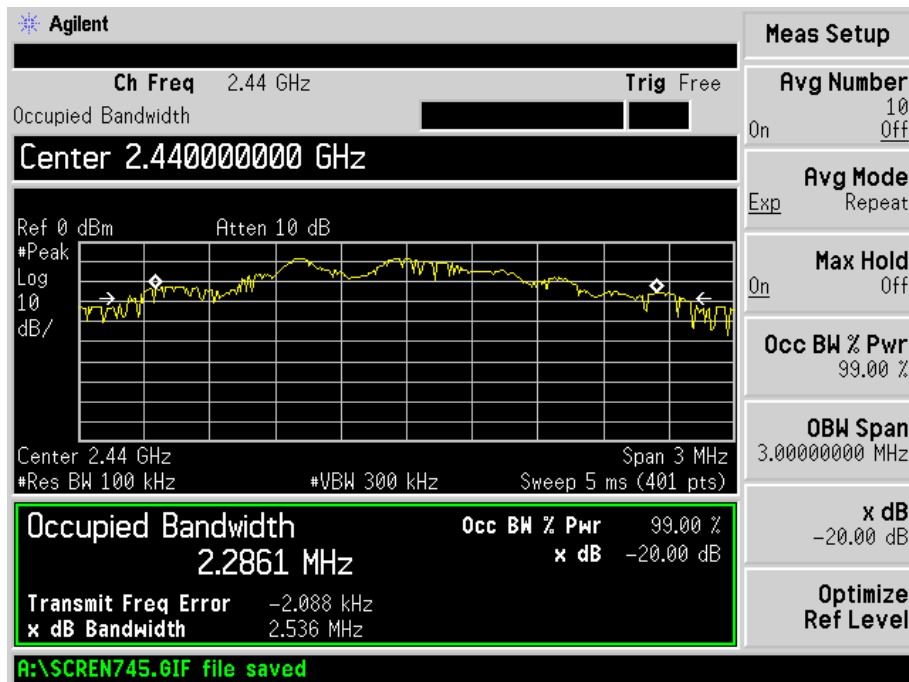 Agilent
Ch Freq 2.44 GHz Trig Free
Occupied Bandwidth
Center 2.440000000 GHz
Ref 0 dBm Atten 10 dB
#Peak
Log
10
dB/
Center 2.44 GHz Span 3 MHz
#Res BW 100 kHz #VBW 300 kHz Sweep 5 ms (401 pts)
Occupied Bandwidth Occ BW % Pwr 99.00 %
2.2861 MHz x dB -20.00 dB
Transmit Freq Error -2.088 kHz
x dB Bandwidth 2.536 MHz
A:\SCREN745.GIF file saved
Meas Setup
Avg Number
10
On Off
Avg Mode
Exp Repeat
Max Hold
On Off
Occ BW % Pwr
99.00 %
OBW Span
3.00000000 MHz
x dB
-20.00 dB
Optimize
Ref Level